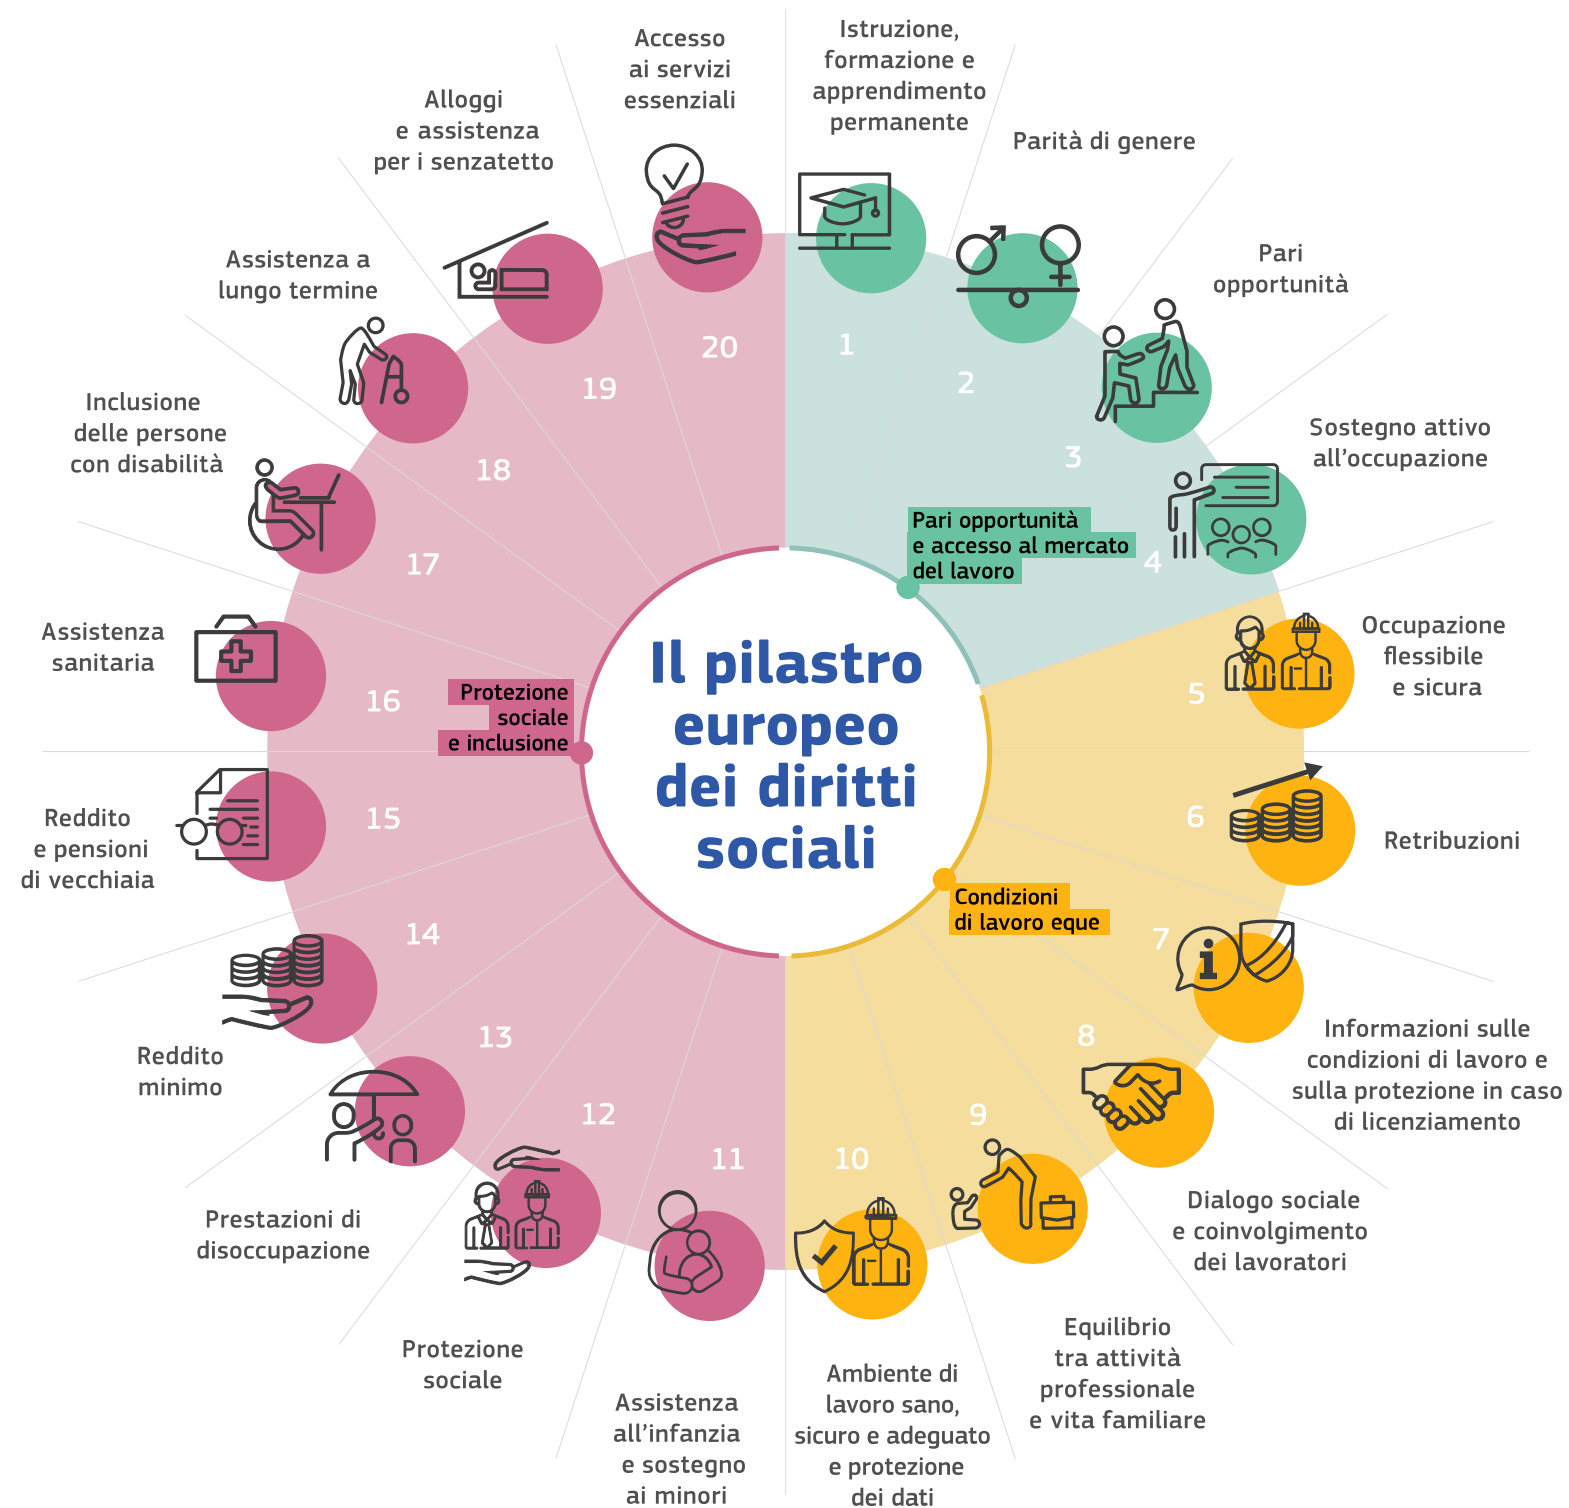 Il pilastro
europeo
dei diritti
sociali
Pari opportunità
e accesso al mercato
del lavoro
1
Istruzione,
formazione e
apprendimento
permanente
2
Parità di genere
3
Pari
opportunità
4
Sostegno attivo
all'occupazione
Condizioni
di lavoro eque
5
Occupazione
flessibile
e sicura
6
Retribuzioni
7
Informazioni sulle
condizioni di lavoro e
sulla protezione in caso
di licenziamento
8
Dialogo sociale
e coinvolgimento
dei lavoratori
9
Equilibrio
tra attività
professionale
e vita familiare
10
Ambiente di
lavoro sano,
sicuro e adeguato
e protezione
dei dati
Protezione
sociale
e inclusione
11
Assistenza
all'infanzia
e sostegno
ai minori
12
Protezione
sociale
13
Prestazioni di
disoccupazione
14
Reddito
minimo
15
Reddito
e pensioni
di vecchiaia
16
Assistenza
sanitaria
17
Inclusione
delle persone
con disabilità
18
Assistenza a
lungo termine
19
Alloggi
e assistenza
per i senzatetto
20
Accesso
ai servizi
essenziali
i